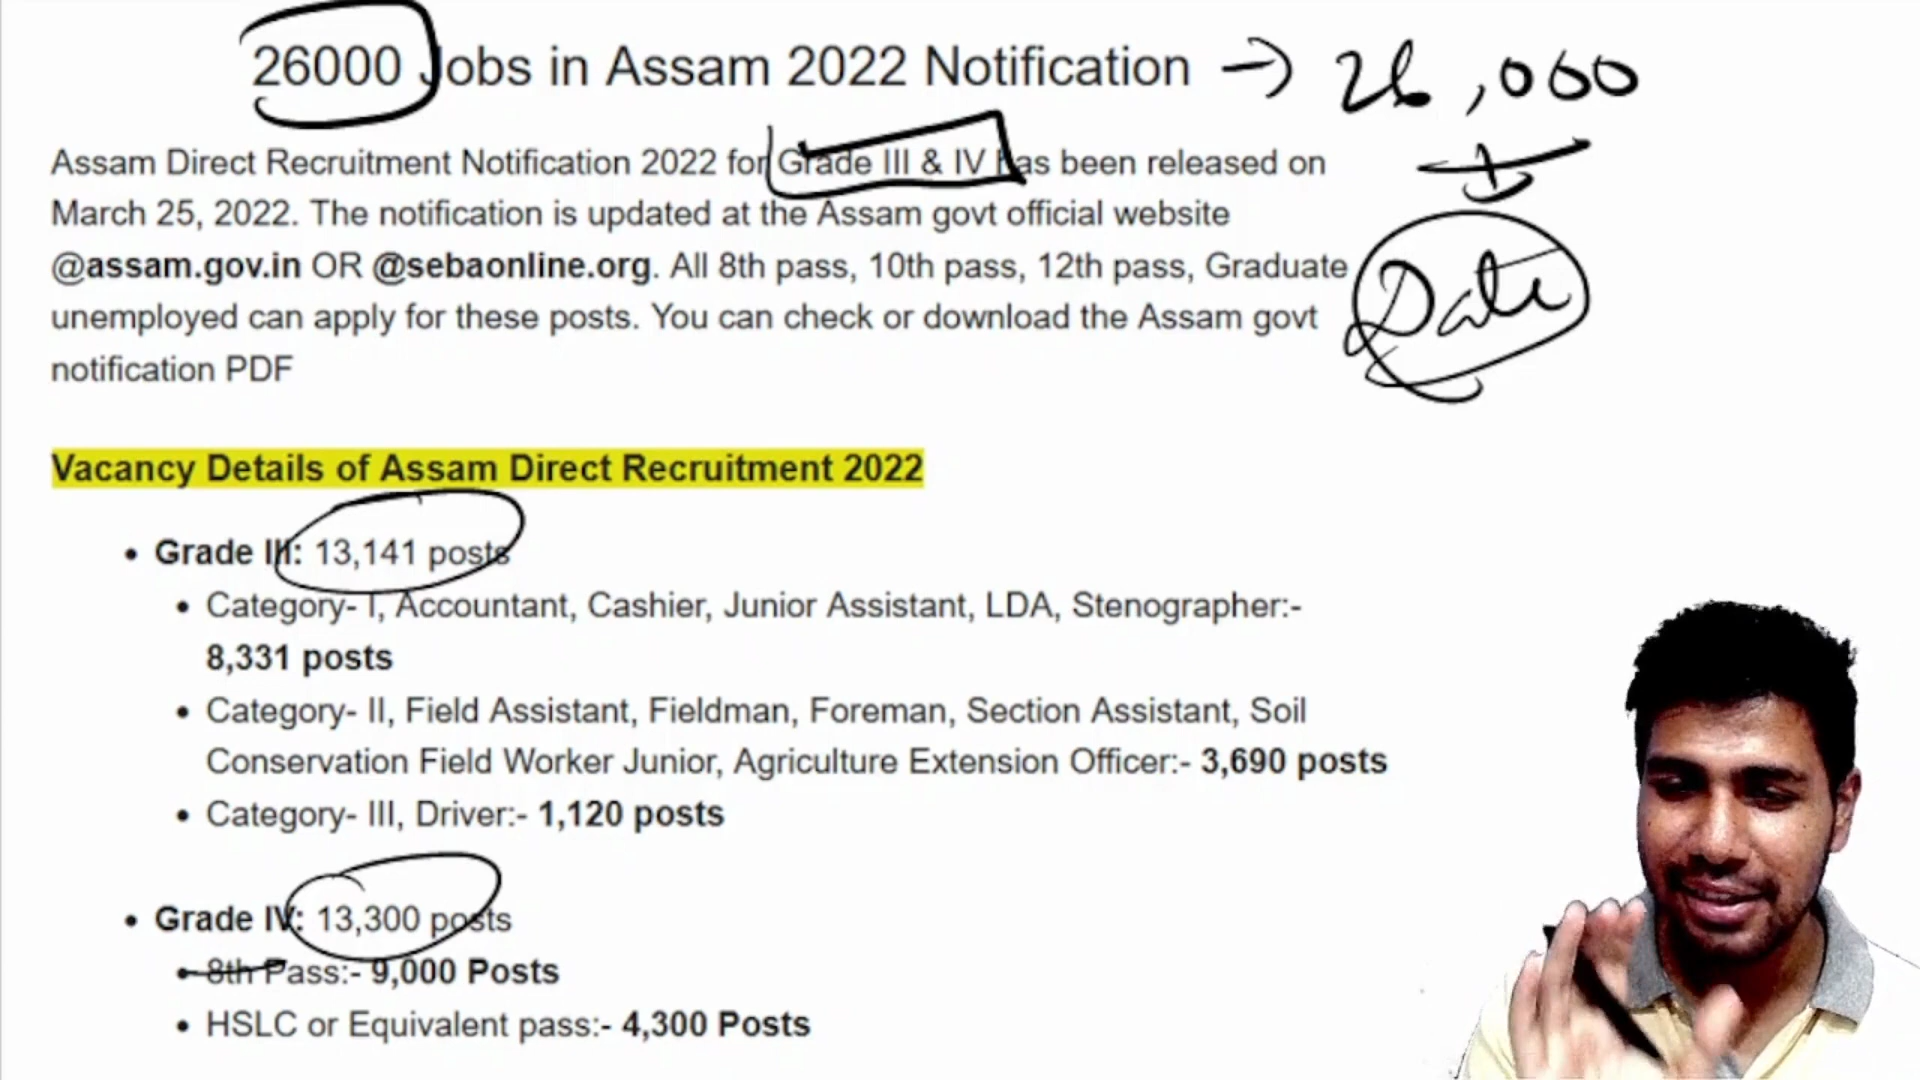 26000 Jobs in Assam 2022 Notification → 26,000
Assam Direct Recruitment Notification 2022 for Grade III & IV has been released on
March 25, 2022. The notification is updated at the Assam govt official website
@assam.gov.in OR @sebaonline.org. All 8th pass, 10th pass, 12th pass, Graduate
Date
unemployed can apply for these posts. You can check or download the Assam govt
notification PDF
Vacancy Details of Assam Direct Recruitment 2022
• Grade III: 13,141 posts
• Category- I, Accountant, Cashier, Junior Assistant, LDA, Stenographer:-
8,331 posts
• Category- II, Field Assistant, Fieldman, Foreman, Section Assistant, Soil
Conservation Field Worker Junior, Agriculture Extension Officer:- 3,690 posts
• Category- III, Driver:- 1,120 posts
• Grade IV: 13,300 posts
• 8th Pass:- 9,000 Posts
• HSLC or Equivalent pass:- 4,300 Posts